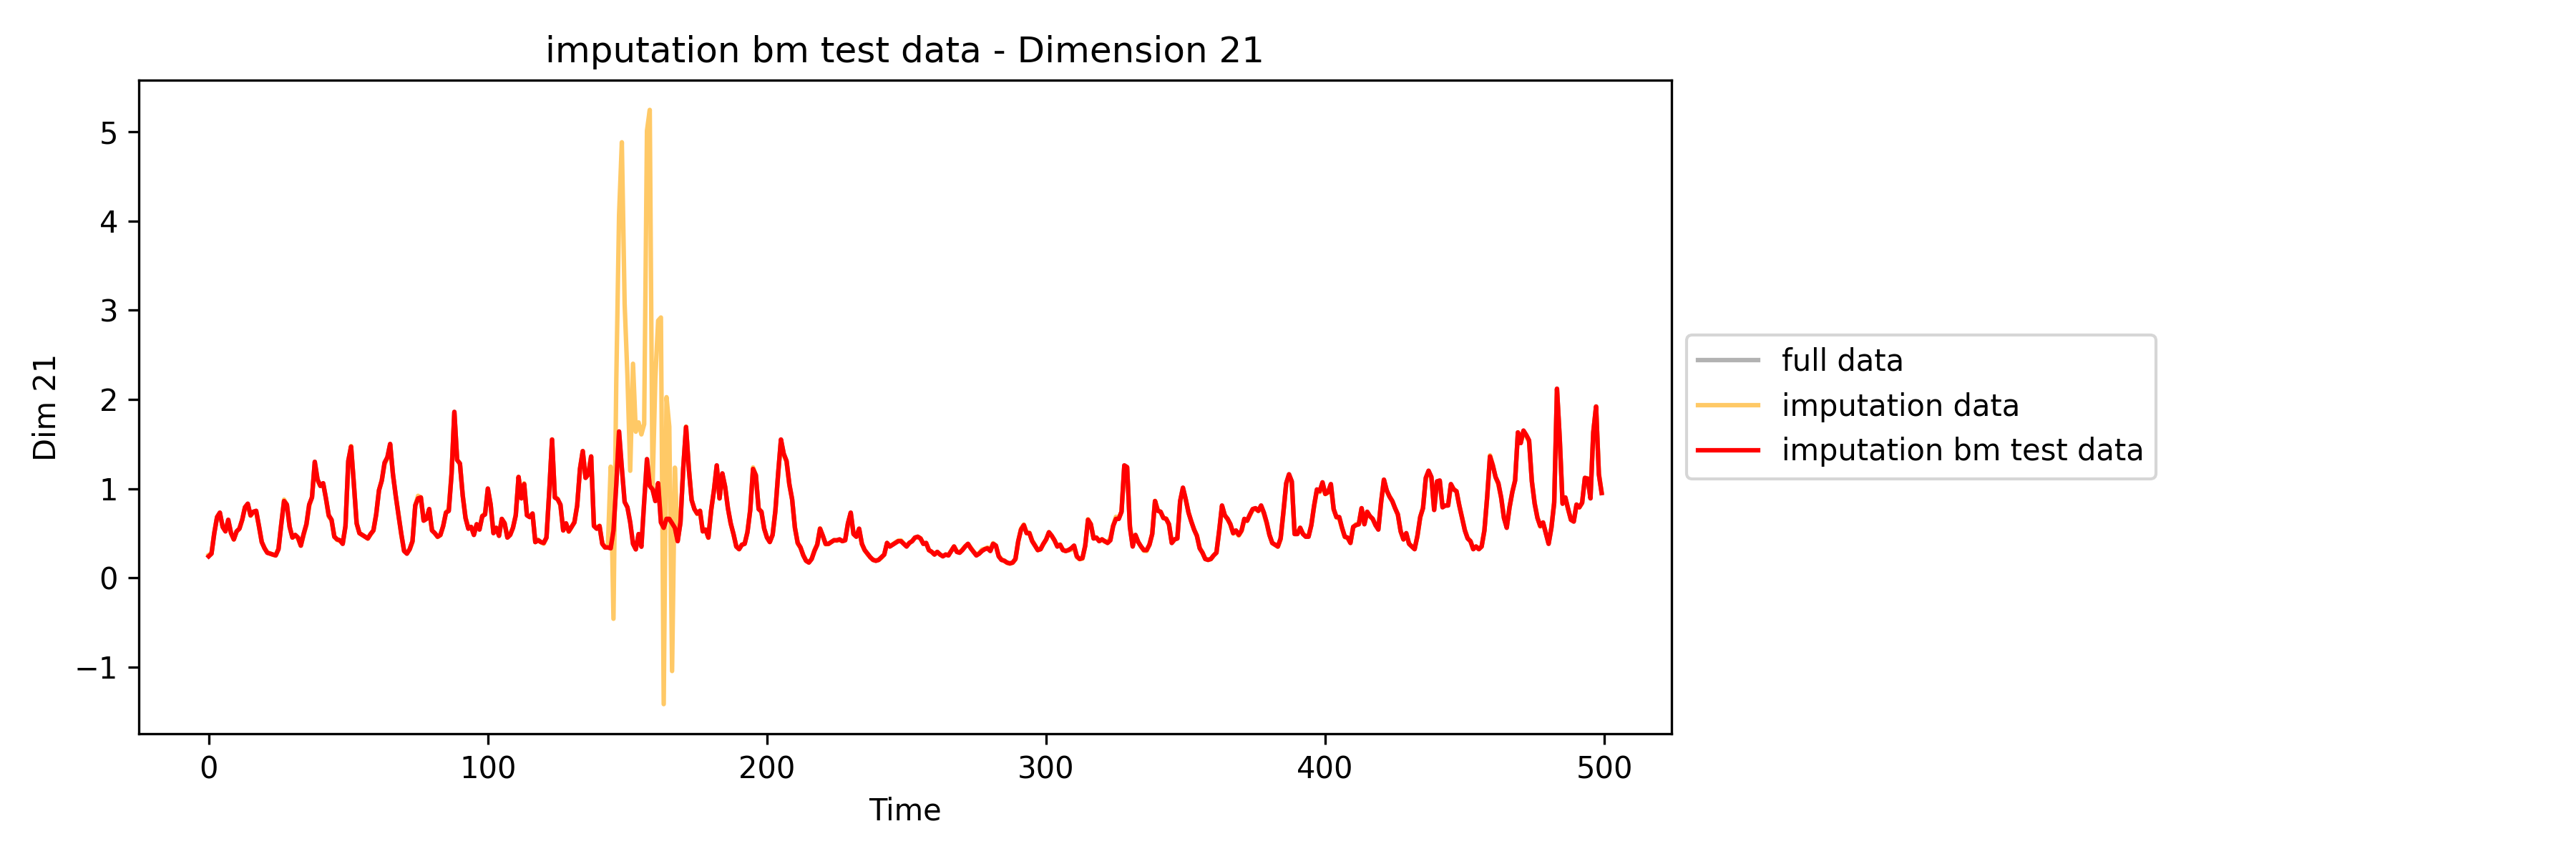 imputation bm test data - Dimension 21
5
4
3
2
1
0
−1
Dim 21
0 100 200 300 400 500
Time
full data
imputation data
imputation bm test data